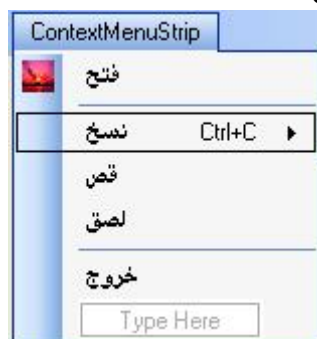 ContextMenuStrip
فتح
نسخ Ctrl+C
قص
لصق
خروج
Type Here